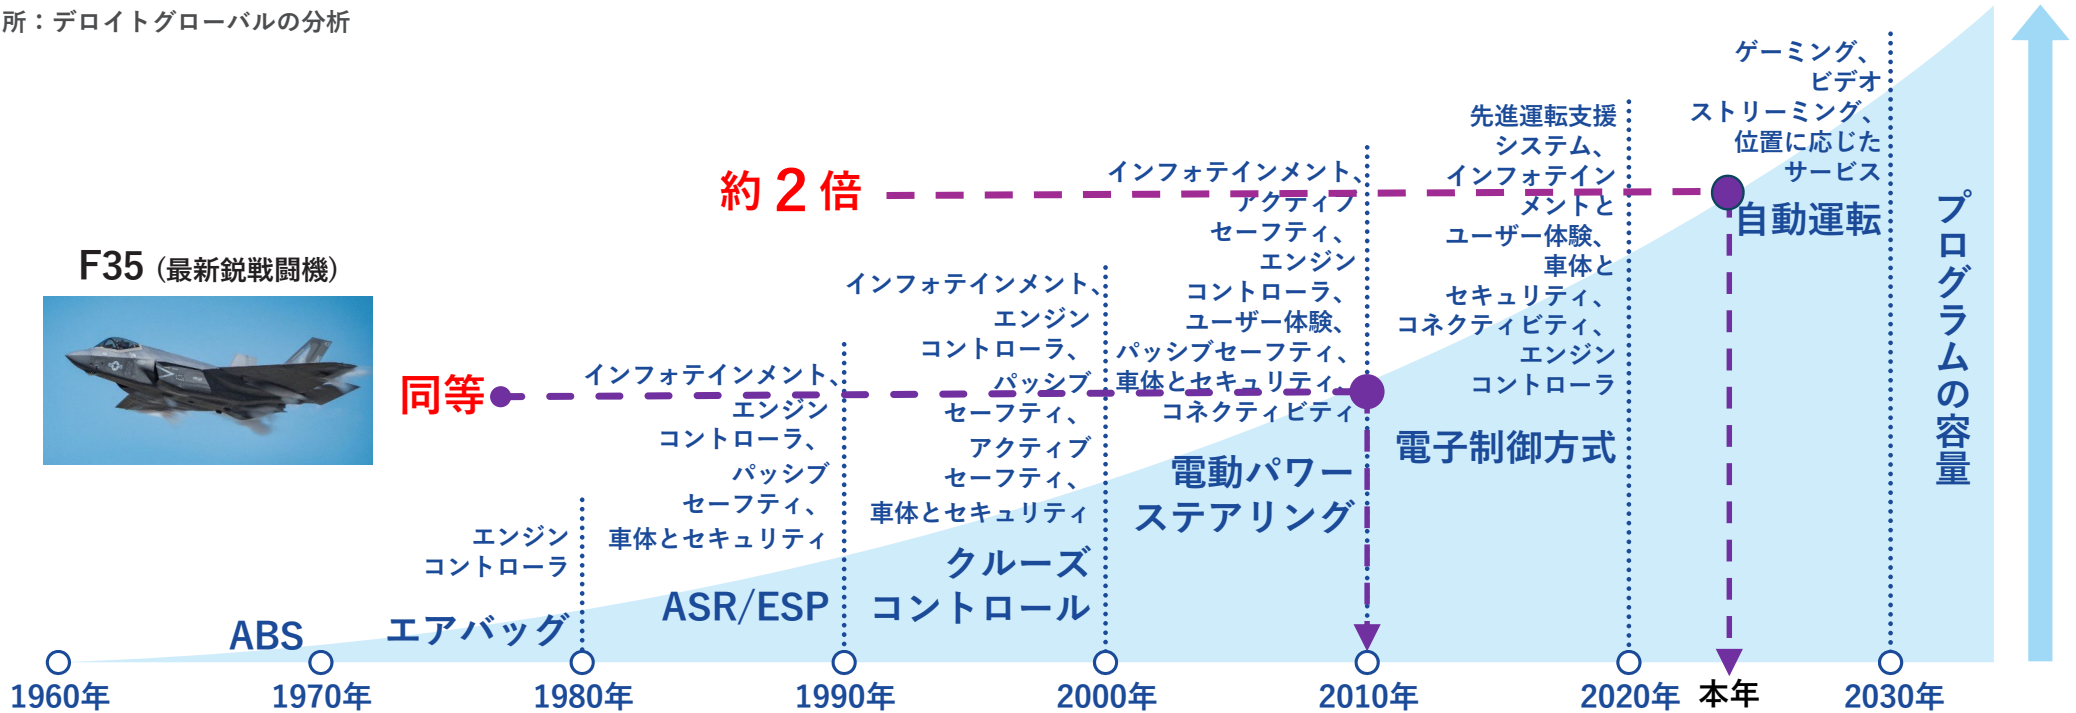 所：デロイトグローバルの分析
F35（最新鋭戦闘機）
同等
約２倍
ABS
エンジン
コントローラ
エアバッグ
インフォテインメント、
エンジン
コントローラ、
パッシブ
セーフティ、
車体とセキュリティ
ASR/ESP
インフォテインメント、
エンジン
コントローラ、
パッシブ
セーフティ、
アクティブ
セーフティ、
車体とセキュリティ
クルーズ
コントロール
インフォテインメント、
アクティブ
セーフティ、
エンジン
コントローラ、
ユーザー体験、
パッシブセーフティ、
車体とセキュリティ、
コネクティビティ
電動パワー
ステアリング
先進運転支援
システム、
インフォテイン
メントと
ユーザー体験、
車体と
セキュリティ、
コネクティビティ、
エンジン
コントローラ
電子制御方式
ゲーミング、
ビデオ
ストリーミング、
位置に応じた
サービス
自動運転
プログラムの容量
1960年
1970年
1980年
1990年
2000年
2010年
2020年
本年
2030年